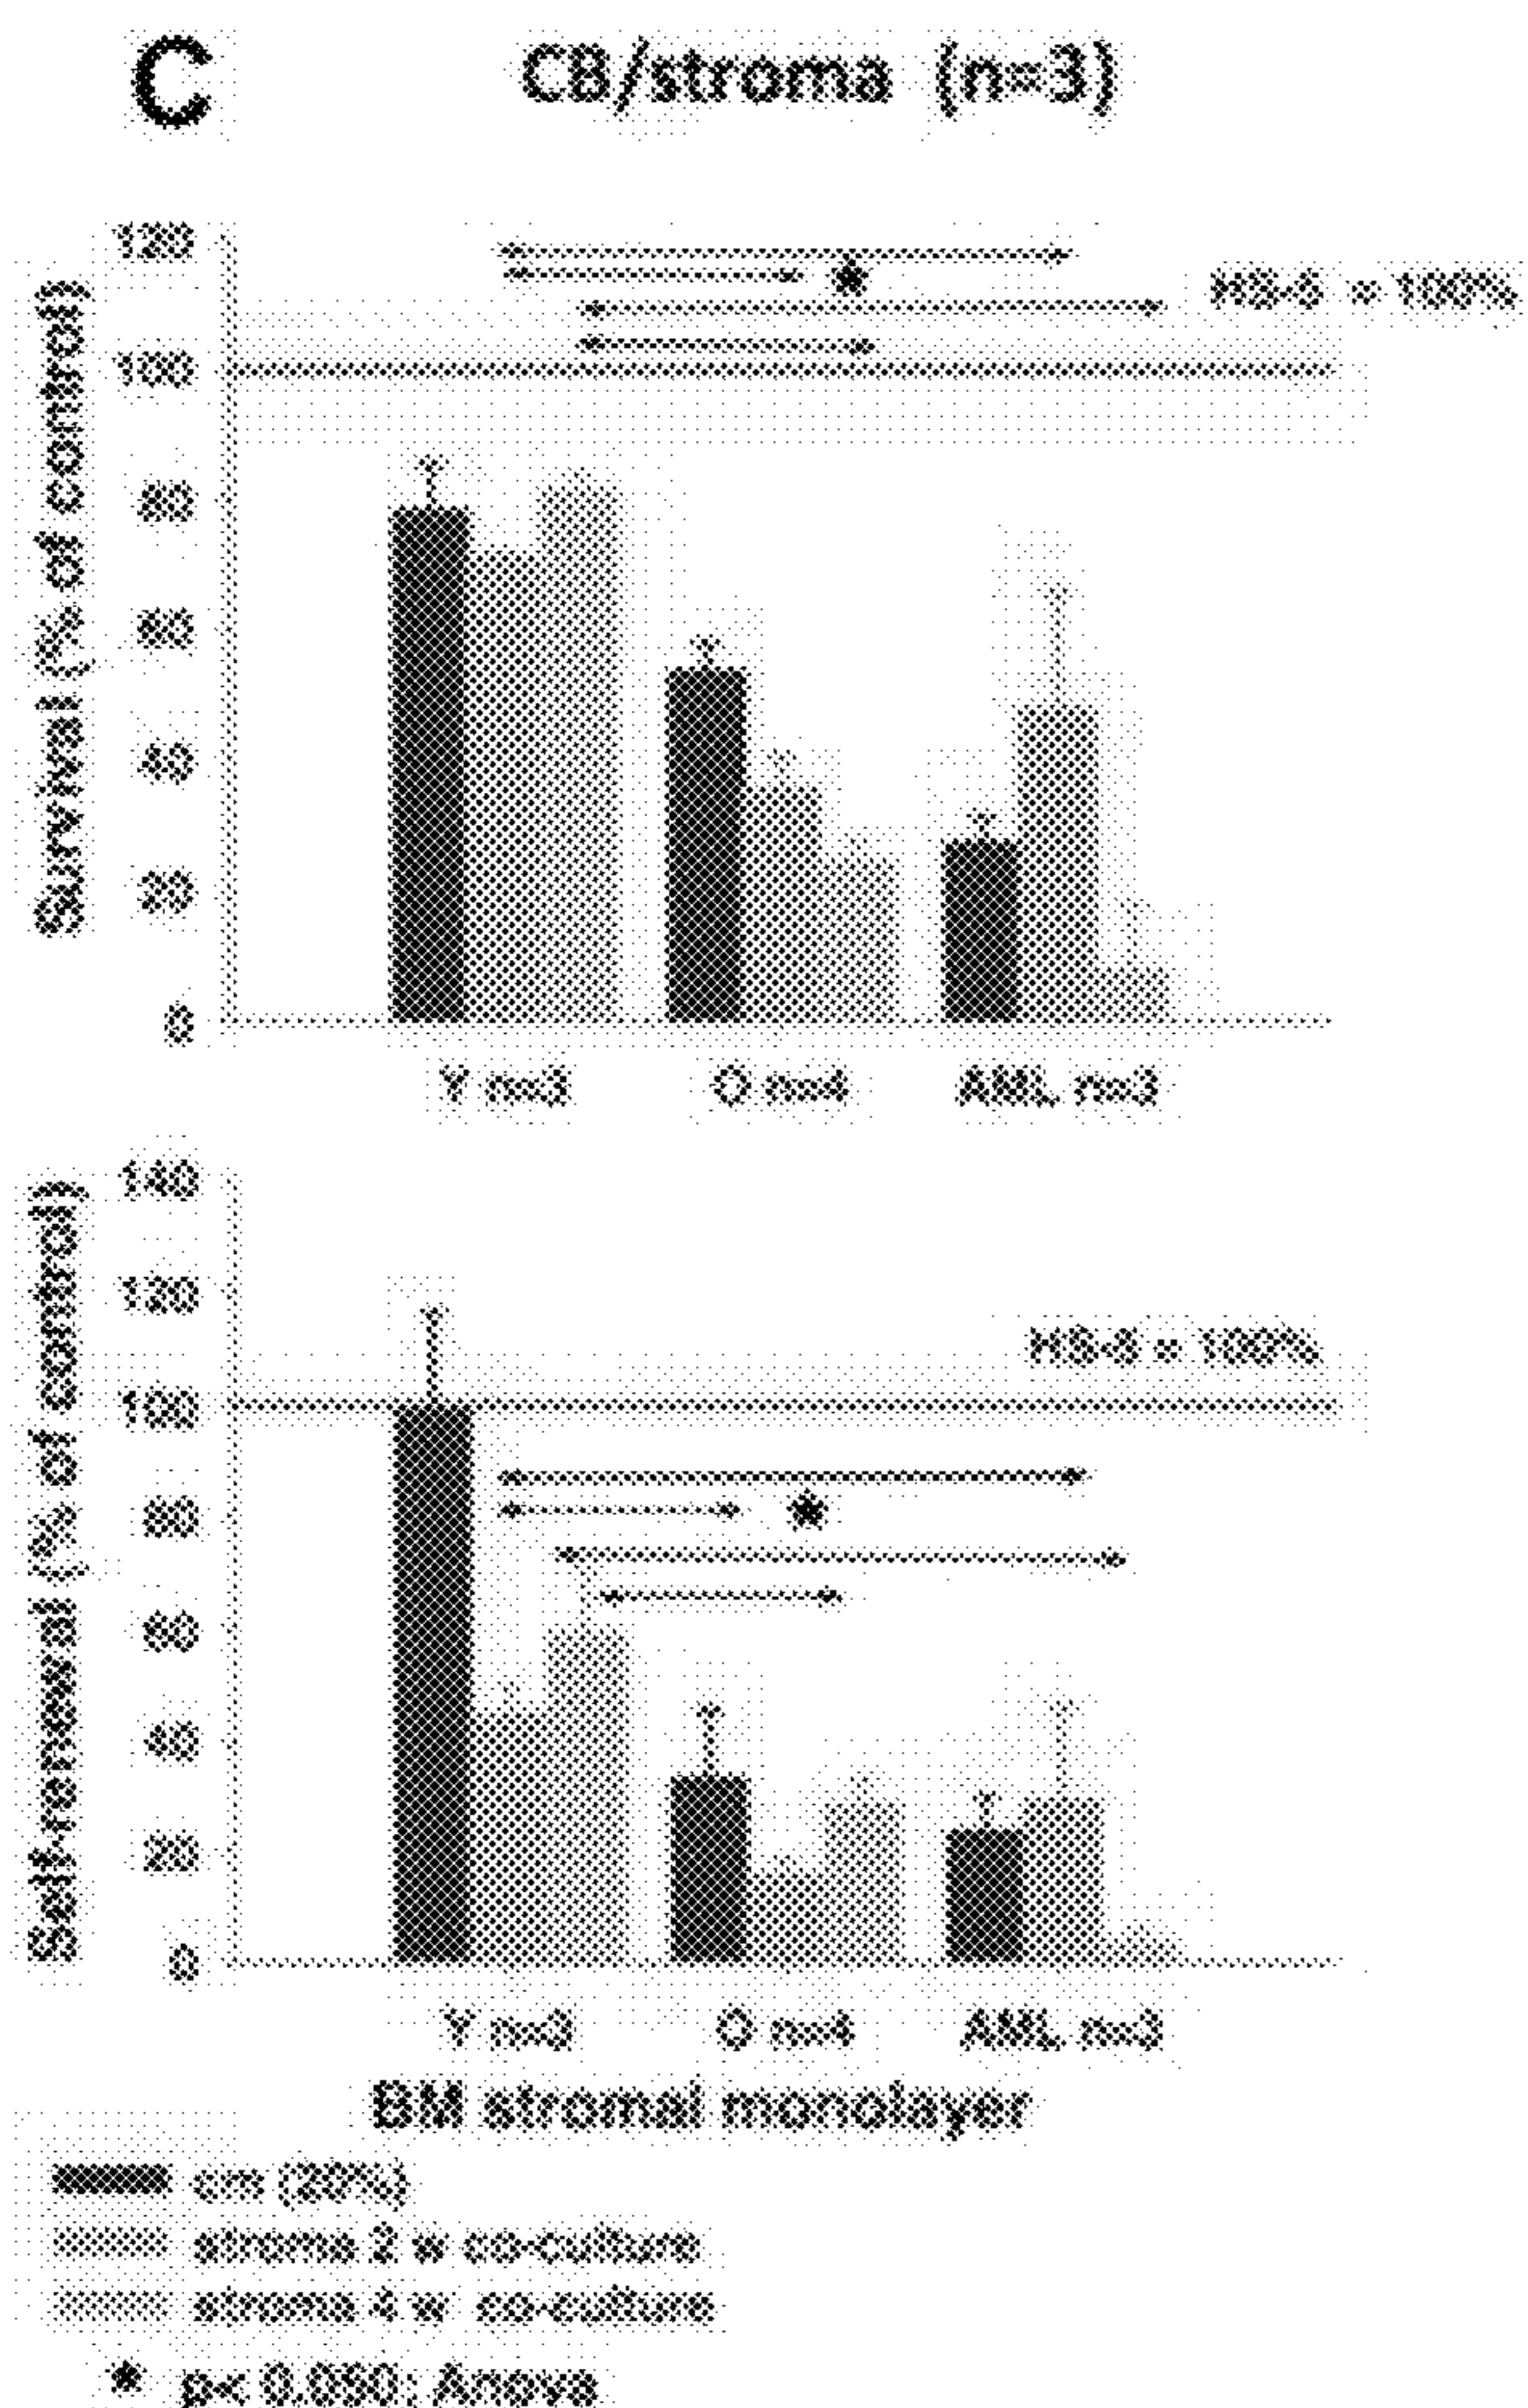 C
CB/stroma (n=3)
Survival (% of control)
120
100
80
60
40
20
0
*
HS-5 = 100%
Y n=3
O n=4
AML n=3
Self-renewal (% of control)
140
120
100
80
60
40
20
0
HS-5 = 100%
*
Y n=3
O n=4
AML n=3
BM stromal monolayer
cm (20%)
stroma 2 w co-culture
stroma 4 w co-culture
* p< 0.050; Anova